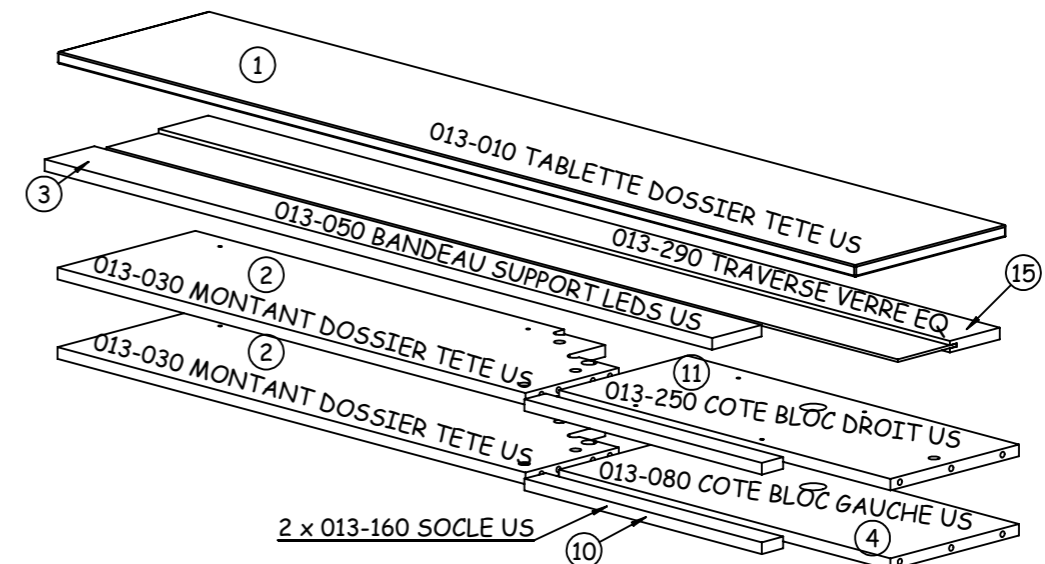 1
013-010 TABLETTE DOSSIER TETE US
3
013-050 BANDEAU SUPPORT LEDS US
013-290 TRAVERSE VERRE EQ
15
2
013-030 MONTANT DOSSIER TETE US
2
013-030 MONTANT DOSSIER TETE US
11
013-250 COTE BLOC DROIT US
013-080 COTE BLOC GAUCHE US
4
2 x 013-160 SOCLE US
10